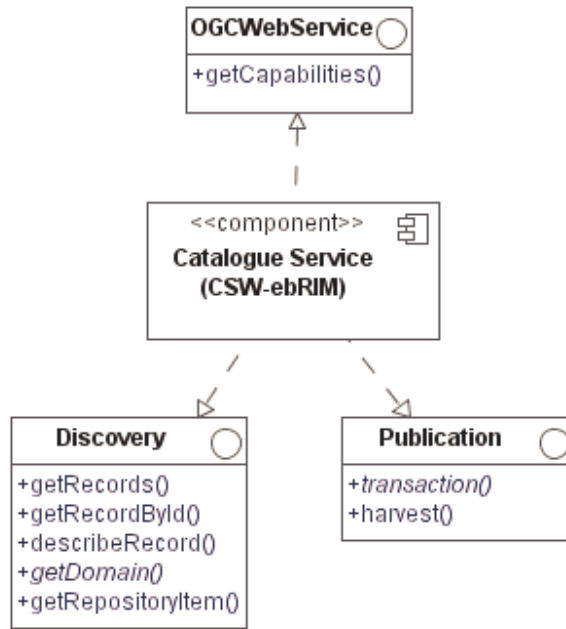 OGCWebService
+getCapabilities()
<<component>>
Catalogue Service
(CSW-ebRIM)
Discovery
+getRecords()
+getRecordById()
+describeRecord()
+getDomain()
+getRepositoryItem()
Publication
+transaction()
+harvest()